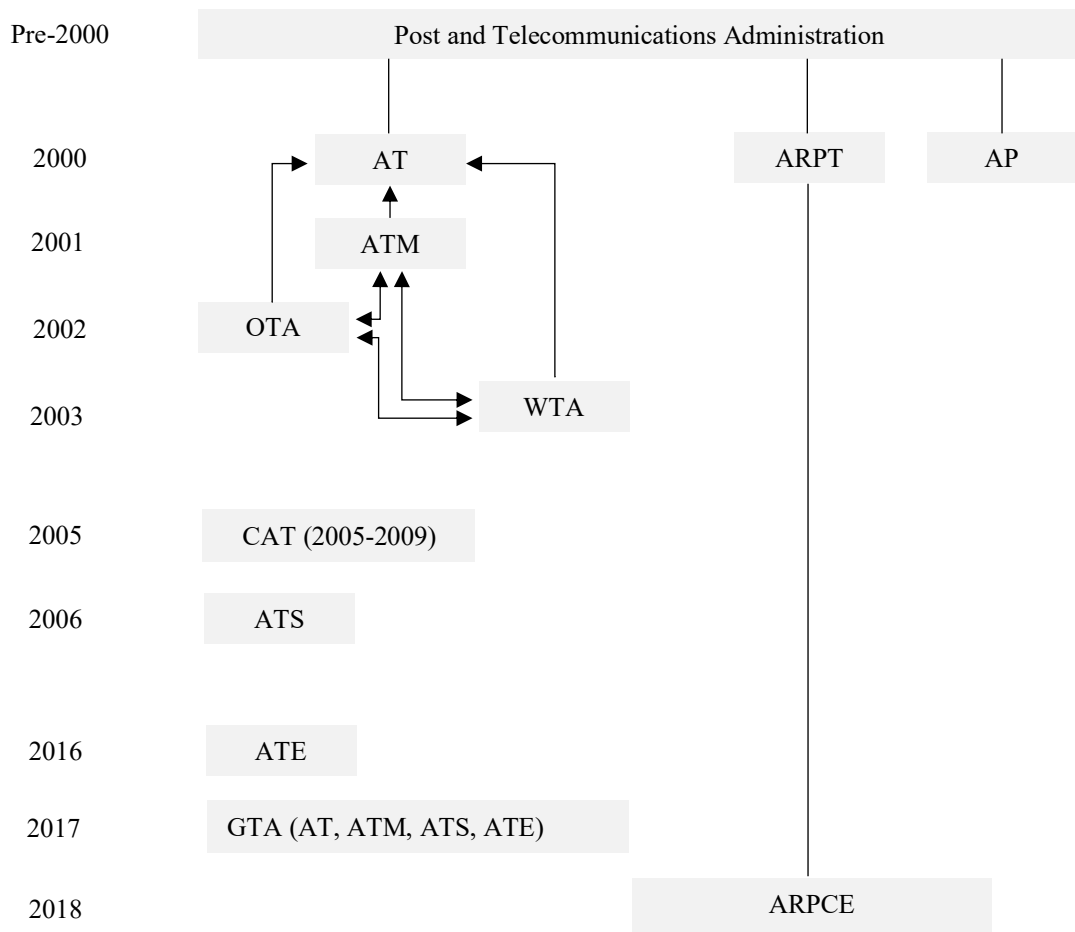 Pre-2000 Post and Telecommunications Administration
2000 AT ARPT AP
2001 ATM
2002 OTA
2003 WTA
2005 CAT (2005-2009)
2006 ATS
2016 ATE
2017 GTA (AT, ATM, ATS, ATE)
2018 ARPCE